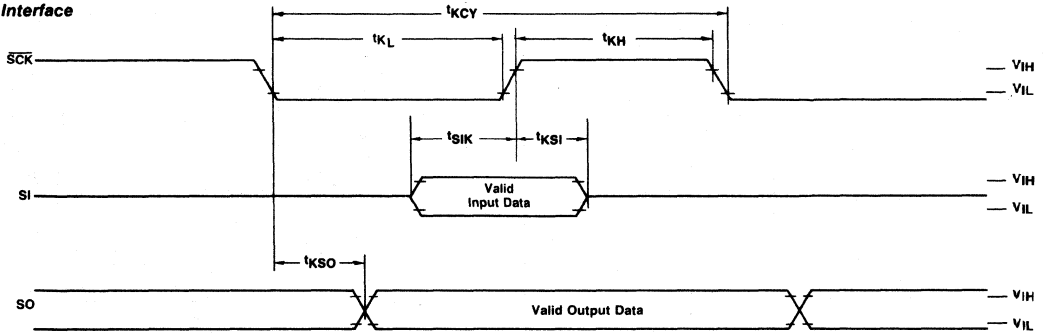 Interface
tKCY
tKL
tKH
SCK
VIH
VIL
tSIK
tKSI
SI
Valid
Input Data
VIH
VIL
tKSO
SO
Valid Output Data
VIH
VIL